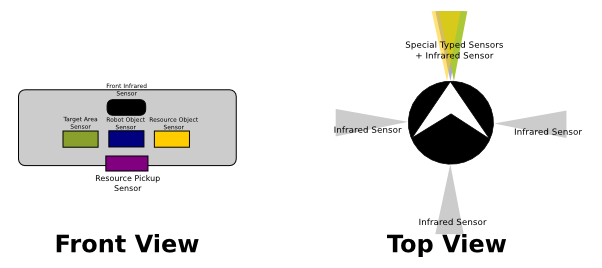 Front Infrared
Sensor
Target Area
Sensor
Robot Object
Sensor
Resource Object
Sensor
Resource Pickup
Sensor
Front View
Special Typed Sensors
+ Infrared Sensor
Infrared Sensor
Infrared Sensor
Infrared Sensor
Top View